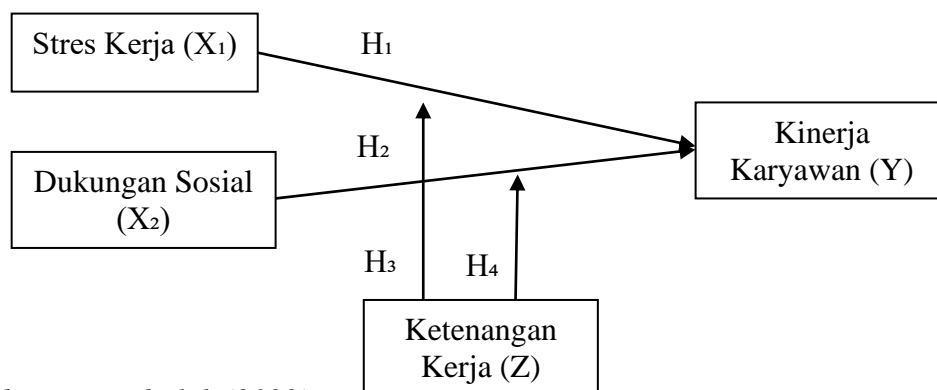 Stres Kerja (X₁)
H₁
Kinerja
Karyawan (Y)
H₂
Dukungan Sosial
(X₂)
H₃
H₄
Ketenangan
Kerja (Z)